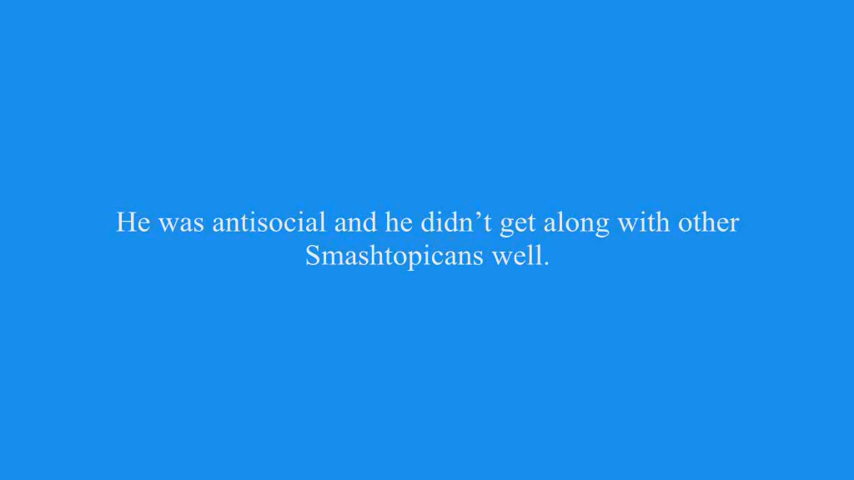 He was antisocial and he didn’t get along with other
Smashtopicans well.